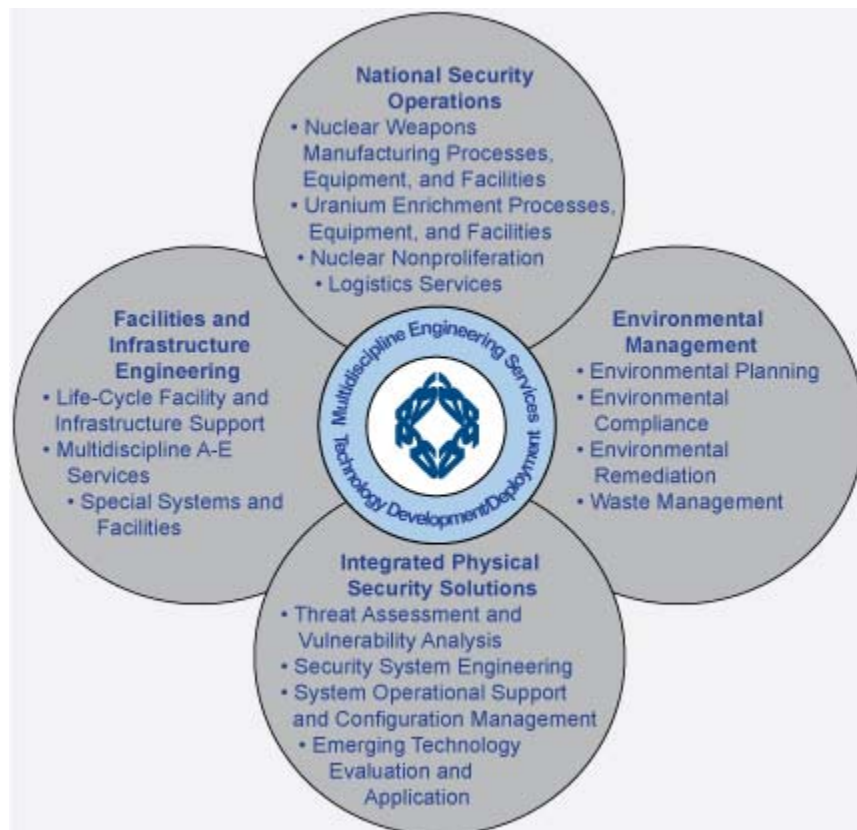 National Security
Operations
• Nuclear Weapons
Manufacturing Processes,
Equipment, and Facilities
• Uranium Enrichment Processes,
Equipment, and Facilities
• Nuclear Nonproliferation
• Logistics Services
Facilities and
Infrastructure
Engineering
• Life-Cycle Facility and
Infrastructure Support
• Multidiscipline A-E
Services
• Special Systems and
Facilities
Multidiscipline Engineering Services
Technology Development/Deployment
Environmental
Management
• Environmental Planning
• Environmental
Compliance
• Environmental
Remediation
• Waste Management
Integrated Physical
Security Solutions
• Threat Assessment and
Vulnerability Analysis
• Security System Engineering
• System Operational Support
and Configuration Management
• Emerging Technology
Evaluation and
Application